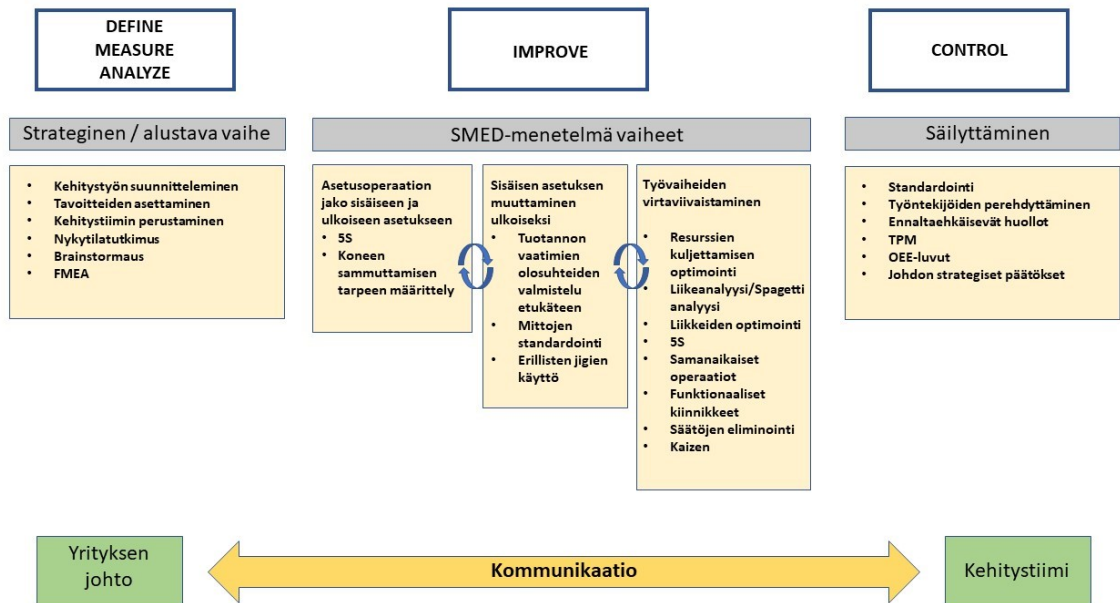 DEFINE
MEASURE
ANALYZE
IMPROVE
CONTROL
Strateginen / alustava vaihe
SMED-menetelmä vaiheet
Säilyttäminen
• Kehitystyön suunnitteleminen
• Tavoitteiden asettaminen
• Kehitystiimin perustaminen
• Nykytilatutkimus
• Brainstormaus
• FMEA
Asetusoperaation
jako sisäiseen ja
ulkoiseen asetukseen
• 5S
• Koneen
sammuttamisen
tarpeen määrittely
Sisäisen asetuksen
muuttaminen
ulkoiseksi
• Tuotannon
vaatimien
olosuhteiden
valmistelu
etukäteen
• Mittojen
standardointi
• Erillisten jigien
käyttö
Työvaiheiden
virtaviivaistaminen
• Resurssien
kuljettamisen
optimointi
• Liikeanalyysi/Spagetti
analyysi
• Liikkeiden optimointi
• 5S
• Samanaikaiset
operaatiot
• Funktionaaliset
kiinnikkeet
• Säätöjen eliminointi
• Kaizen
• Standardointi
• Työntekijöiden perehdyttäminen
• Ennaltaehkäisevät huollot
• TPM
• OEE-luvut
• Johdon strategiset päätökset
Yrityksen
johto
Kommunikaatio
Kehitystiimi